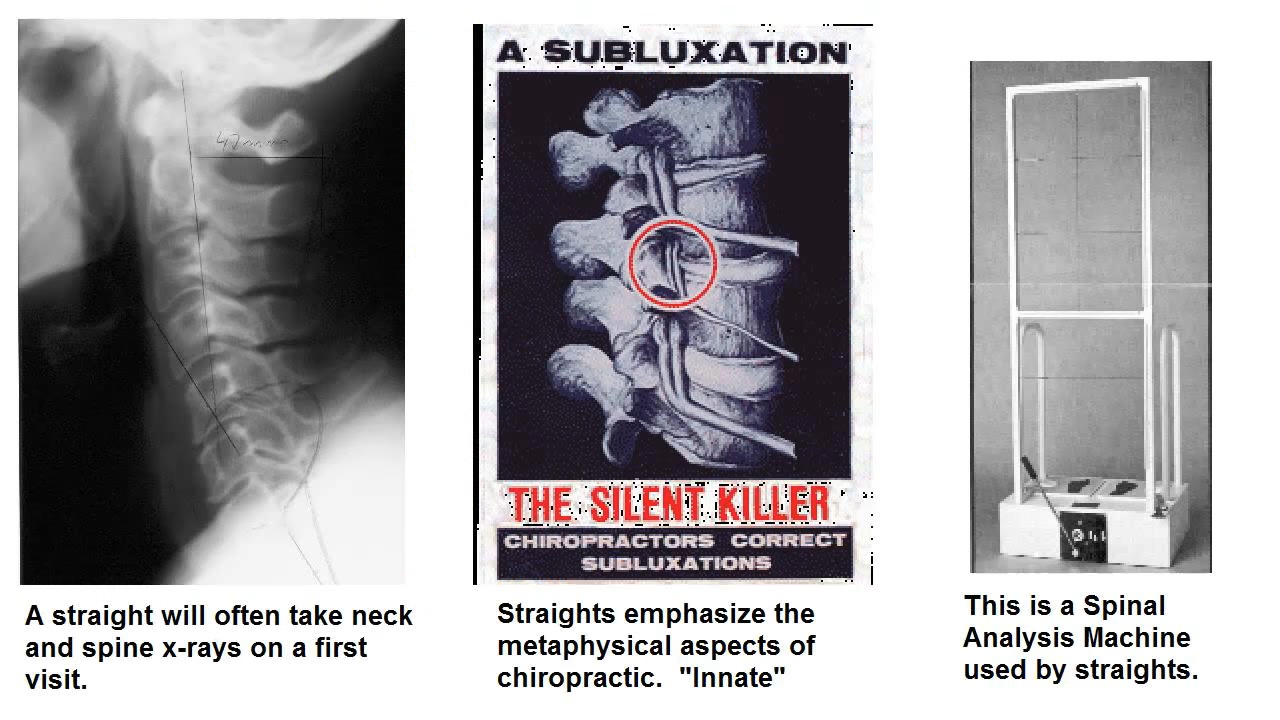 47mm
A SUBLUXATION
THE SILENT KILLER
CHIROPRACTORS CORRECT
SUBLUXATIONS
A straight will often take neck
and spine x-rays on a first
visit.
Straights emphasize the
metaphysical aspects of
chiropractic. "Innate"
This is a Spinal
Analysis Machine
used by straights.